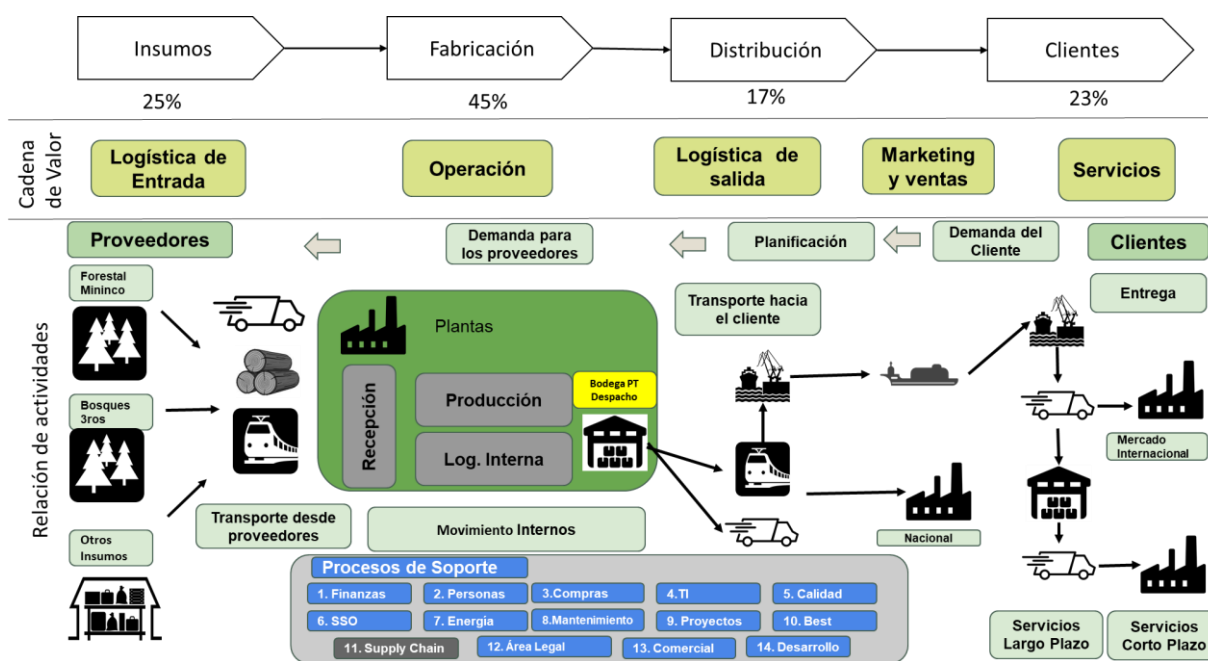 Insumos
Fabricación
Distribución
Clientes
25%
45%
17%
23%
Cadena
de Valor
Logística de
Entrada
Operación
Logística de
salida
Marketing
y ventas
Servicios
Relación de actividades
Proveedores
Demanda para
los proveedores
Planificación
Demanda del
Cliente
Clientes
Forestal
Mininco
Transporte hacia
el cliente
Entrega
Plantas
Bosques
3ros
Recepción
Producción
Log. Interna
Bodega PT
Despacho
Mercado
Internacional
Otros
Insumos
Transporte desde
proveedores
Movimiento Internos
Nacional
Procesos de Soporte
1. Finanzas
2. Personas
3.Compras
4.TI
5. Calidad
6. SSO
7. Energia
8.Mantenimiento
9. Proyectos
10. Best
11. Supply Chain
12. Área Legal
13. Comercial
14. Desarrollo
Servicios
Largo Plazo
Servicios
Corto Plazo